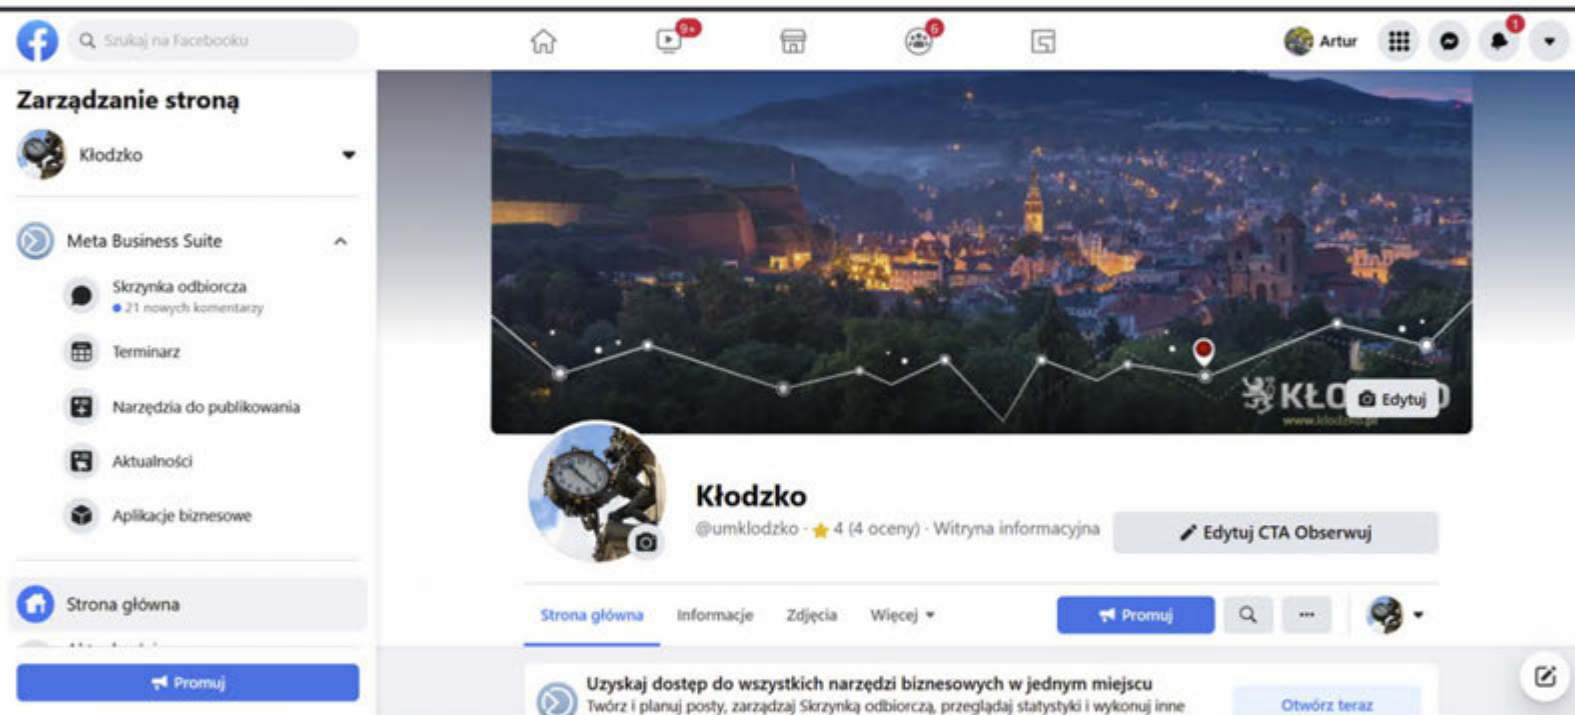 Szukaj na Facebooku
9+
6
Artur
1
Zarządzanie stroną
Kłodzko
Meta Business Suite
Skrzynka odbiorcza
21 nowych komentarzy
Terminarz
Narzędzia do publikowania
Aktualności
Aplikacje biznesowe
Strona główna
Promuj
KŁO
Edytuj
www.klodzko.pl
Kłodzko
@umklodzko · 4 (4 oceny) · Witryna informacyjna
Edytuj CTA Obserwuj
Strona główna Informacje Zdjęcia Więcej
Promuj
Uzyskaj dostęp do wszystkich narzędzi biznesowych w jednym miejscu
Twórz i planuj posty, zarządzaj Skrzynką odbiorczą, przeglądaj statystyki i wykonuj inne
Otwórz teraz